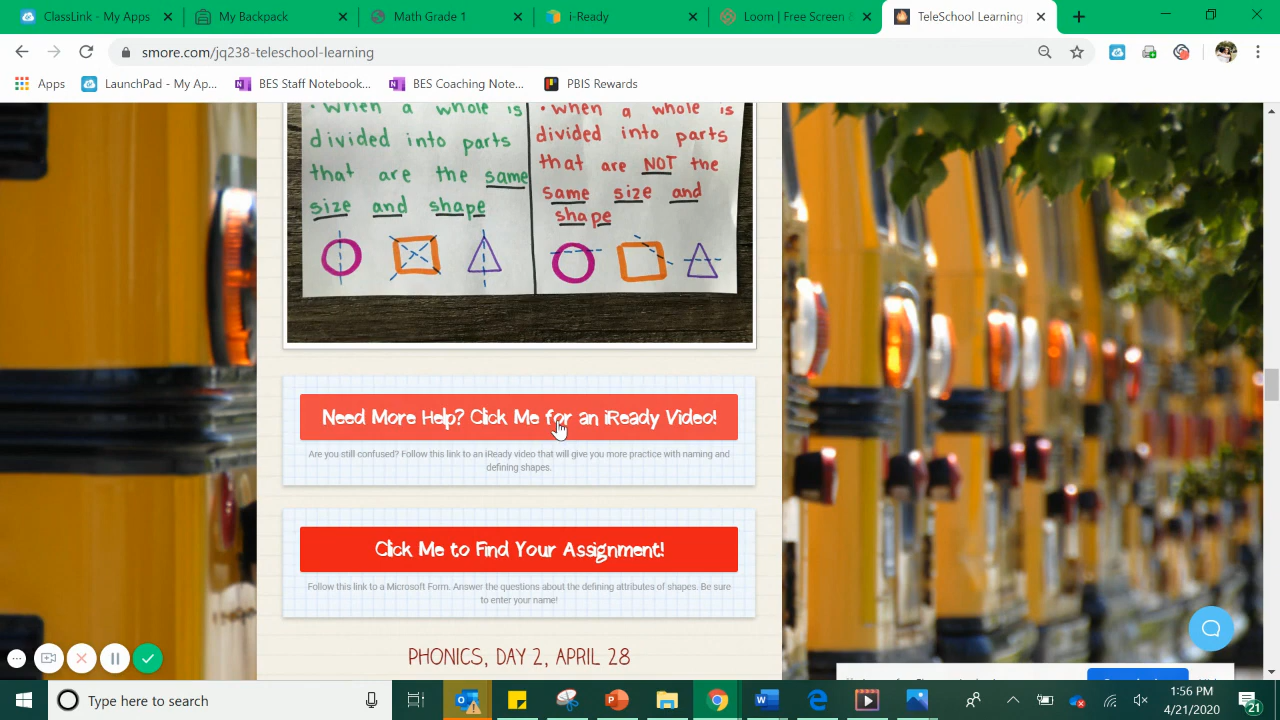 ClassLink - My Apps
My Backpack
Math Grade 1
i-Ready
Loom | Free Screen &
TeleSchool Learning
smore.com/jq238-teleschool-learning
Apps
LaunchPad - My Ap...
BES Staff Notebook...
BES Coaching Note...
PBIS Rewards
• When a whole is
divided into parts
that are the same
size and shape
• When a whole is
divided into parts
that are NOT the
same size and
shape
Need More Help? Click Me for an iReady Video!
Are you still confused? Follow this link to an iReady video that will give you more practice with naming and
defining shapes.
Click Me to Find Your Assignment!
Follow this link to a Microsoft Form. Answer the questions about the defining attributes of shapes. Be sure
to enter your name!
PHONICS, DAY 2, APRIL 28
Type here to search
1:56 PM
4/21/2020
21